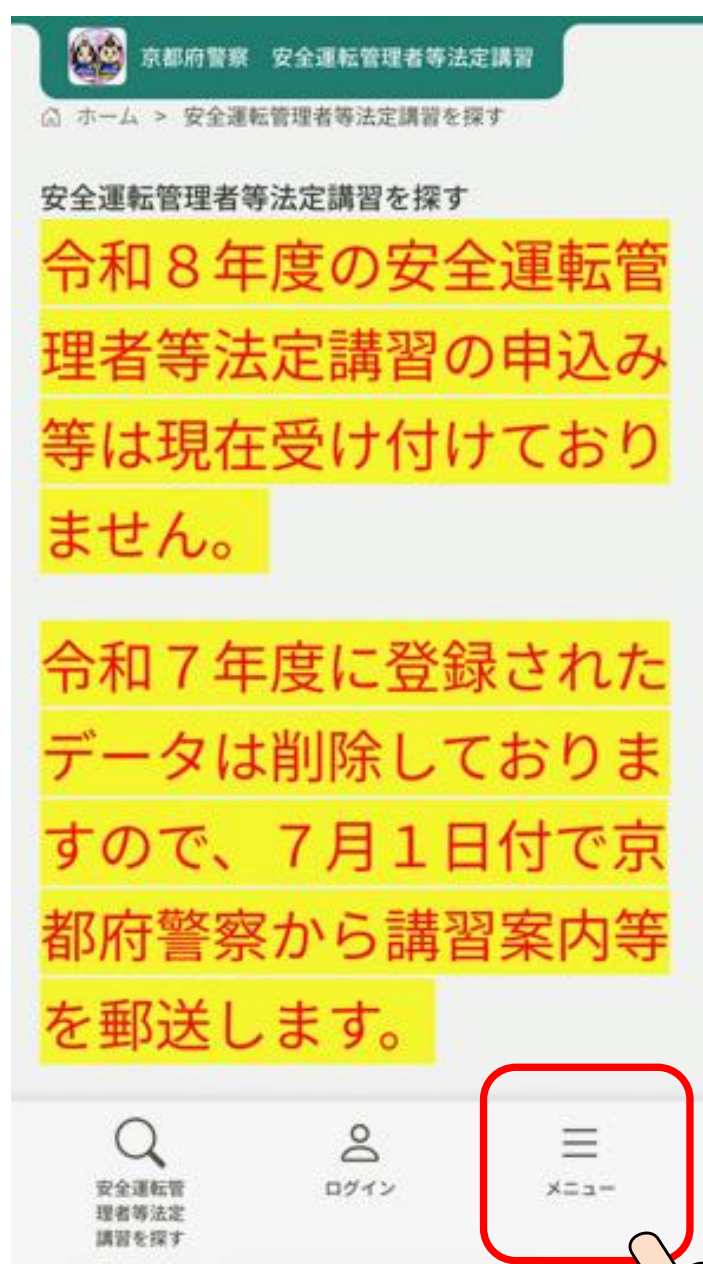 京都府警察　安全運転管理者等法定講習
ホーム > 安全運転管理者等法定講習を探す
安全運転管理者等法定講習を探す
令和８年度の安全運転管
理者等法定講習の申込み
等は現在受け付けており
ません。
令和７年度に登録された
データは削除しておりま
すので、７月１日付で京
都府警察から講習案内等
を郵送します。
安全運転管
理者等法定
講習を探す
ログイン
メニュー